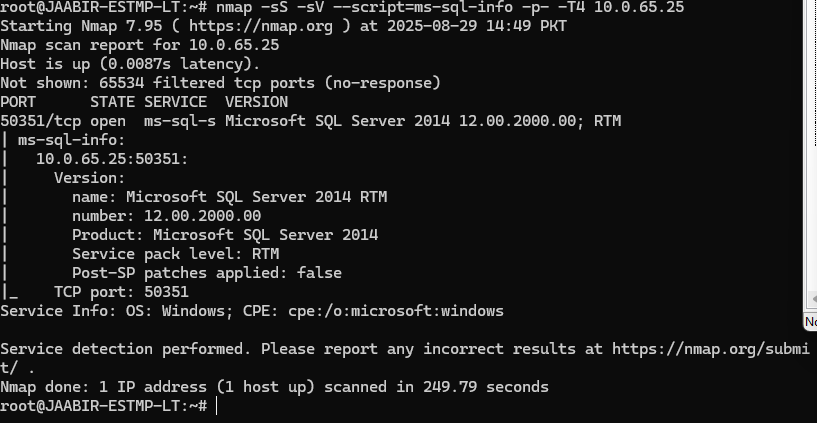 root@JAABIR-ESTMP-LT:~# nmap -sS -sV --script=ms-sql-info -p- -T4 10.0.65.25
Starting Nmap 7.95 ( https://nmap.org ) at 2025-08-29 14:49 PKT
Nmap scan report for 10.0.65.25
Host is up (0.0087s latency).
Not shown: 65534 filtered tcp ports (no-response)
PORT      STATE SERVICE  VERSION
50351/tcp open  ms-sql-s Microsoft SQL Server 2014 12.00.2000.00; RTM
| ms-sql-info:
|   10.0.65.25:50351:
|     Version:
|       name: Microsoft SQL Server 2014 RTM
|       number: 12.00.2000.00
|       Product: Microsoft SQL Server 2014
|       Service pack level: RTM
|       Post-SP patches applied: false
|_    TCP port: 50351
Service Info: OS: Windows; CPE: cpe:/o:microsoft:windows

Service detection performed. Please report any incorrect results at https://nmap.org/submi
t/ .
Nmap done: 1 IP address (1 host up) scanned in 249.79 seconds
root@JAABIR-ESTMP-LT:~#